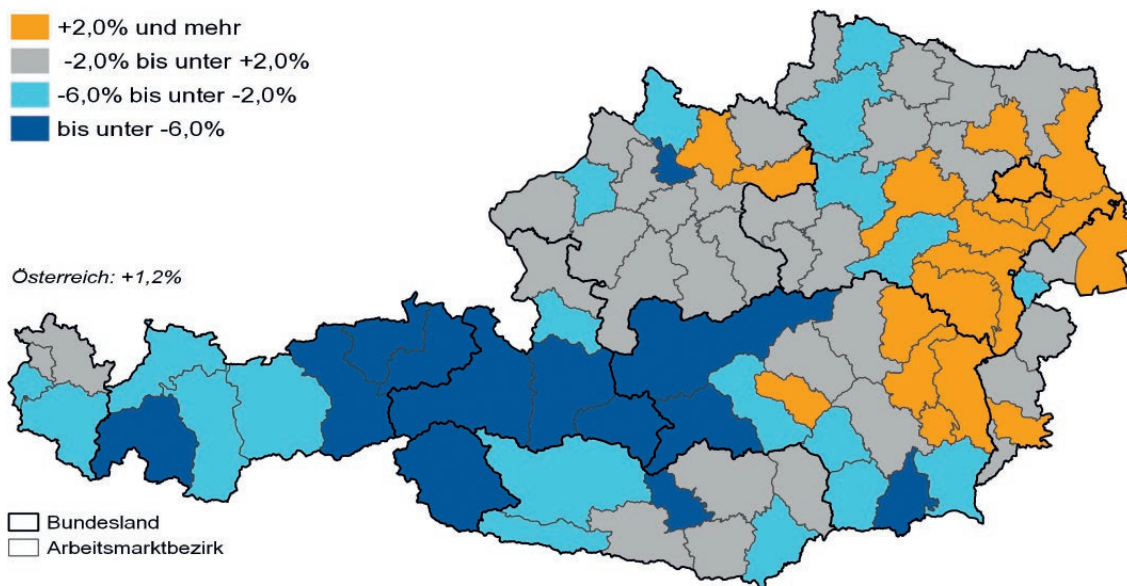 +2,0% und mehr
-2,0% bis unter +2,0%
-6,0% bis unter -2,0%
bis unter -6,0%
Österreich: +1,2%
Bundesland
Arbeitsmarktbezirk